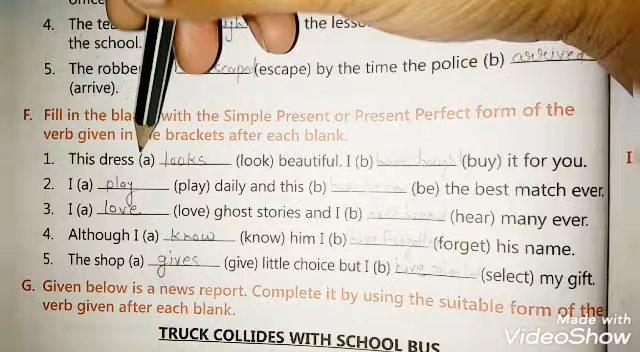 4. The te the less
the school.
5. The robbe escaped (escape) by the time the police (b) arrived
(arrive).
F. Fill in the bla with the Simple Present or Present Perfect form of the
verb given in e brackets after each blank.
1. This dress (a) looks (look) beautiful. I (b) (buy) it for you.
2. I (a) play (play) daily and this (b) (be) the best match ever.
3. I (a) love (love) ghost stories and I (b) (hear) many ever.
4. Although I (a) know (know) him I (b) (forget) his name.
5. The shop (a) gives (give) little choice but I (b) have (select) my gift.
G. Given below is a news report. Complete it by using the suitable form of the
verb given after each blank.
TRUCK COLLIDES WITH SCHOOL BUS
I
Made with
VideoShow